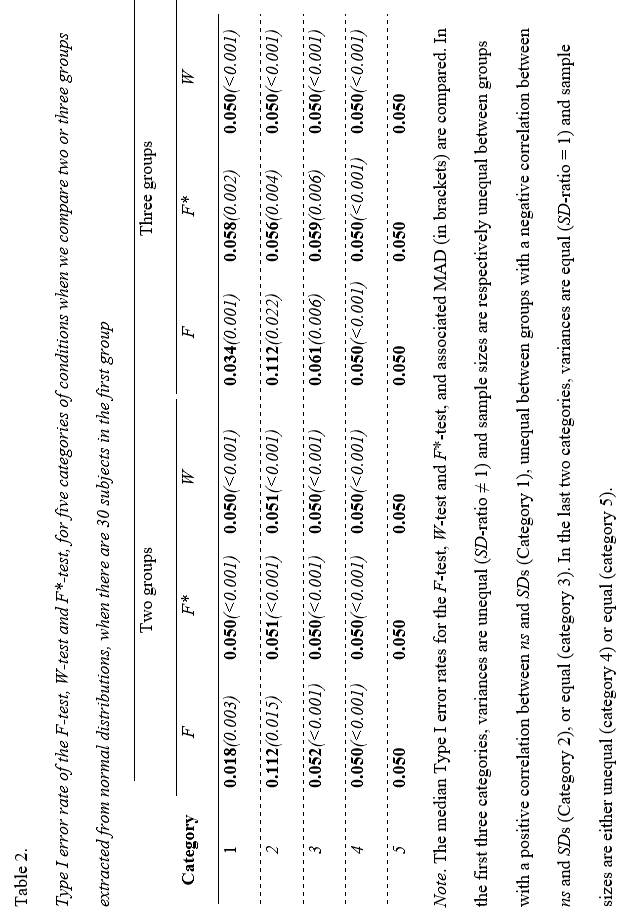 Table 2.
Type I error rate of the F-test, W-test and F*-test, for five categories of conditions when we compare two or three groups
extracted from normal distributions, when there are 30 subjects in the first group
Two groups Three groups
Category F F* W F F* W
1 0.018(0.003) 0.050(<0.001) 0.050(<0.001) 0.034(0.001) 0.058(0.002) 0.050(<0.001)
2 0.112(0.015) 0.051(<0.001) 0.051(<0.001) 0.112(0.022) 0.056(0.004) 0.050(<0.001)
3 0.052(<0.001) 0.050(<0.001) 0.050(<0.001) 0.061(0.006) 0.059(0.006) 0.050(<0.001)
4 0.050(<0.001) 0.050(<0.001) 0.050(<0.001) 0.050(<0.001) 0.050(<0.001) 0.050(<0.001)
5 0.050 0.050 0.050 0.050 0.050 0.050
Note. The median Type I error rates for the F-test, W-test and F*-test, and associated MAD (in brackets) are compared. In
the first three categories, variances are unequal (SD-ratio ≠ 1) and sample sizes are respectively unequal between groups
with a positive correlation between ns and SDs (Category 1), unequal between groups with a negative correlation between
ns and SDs (Category 2), or equal (category 3). In the last two categories, variances are equal (SD-ratio = 1) and sample
sizes are either unequal (category 4) or equal (category 5).